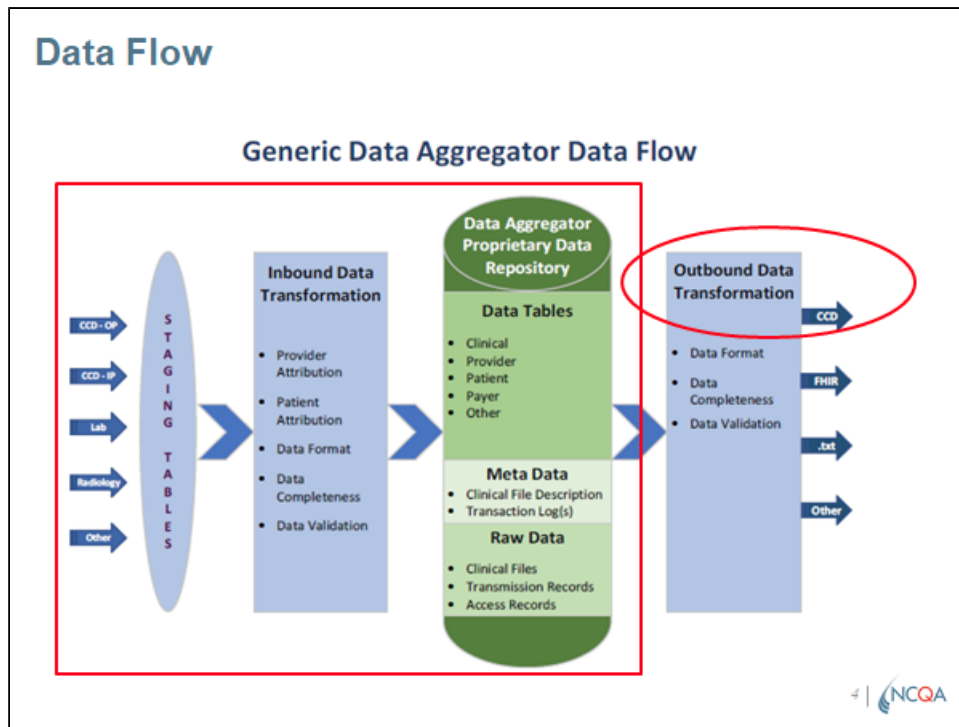 Data Flow
Generic Data Aggregator Data Flow
CCD - OP
CCD - IP
Lab
Radiology
Other
STAGING TABLES
Inbound Data
Transformation
• Provider
Attribution
• Patient
Attribution
• Data Format
• Data
Completeness
• Data Validation
Data Aggregator
Proprietary Data
Repository
Data Tables
• Clinical
• Provider
• Patient
• Payer
• Other
Meta Data
• Clinical File Description
• Transaction Log(s)
Raw Data
• Clinical Files
• Transmission Records
• Access Records
Outbound Data
Transformation
• Data Format
• Data
Completeness
• Data Validation
CCD
FHIR
.txt
Other
4 | NCQA